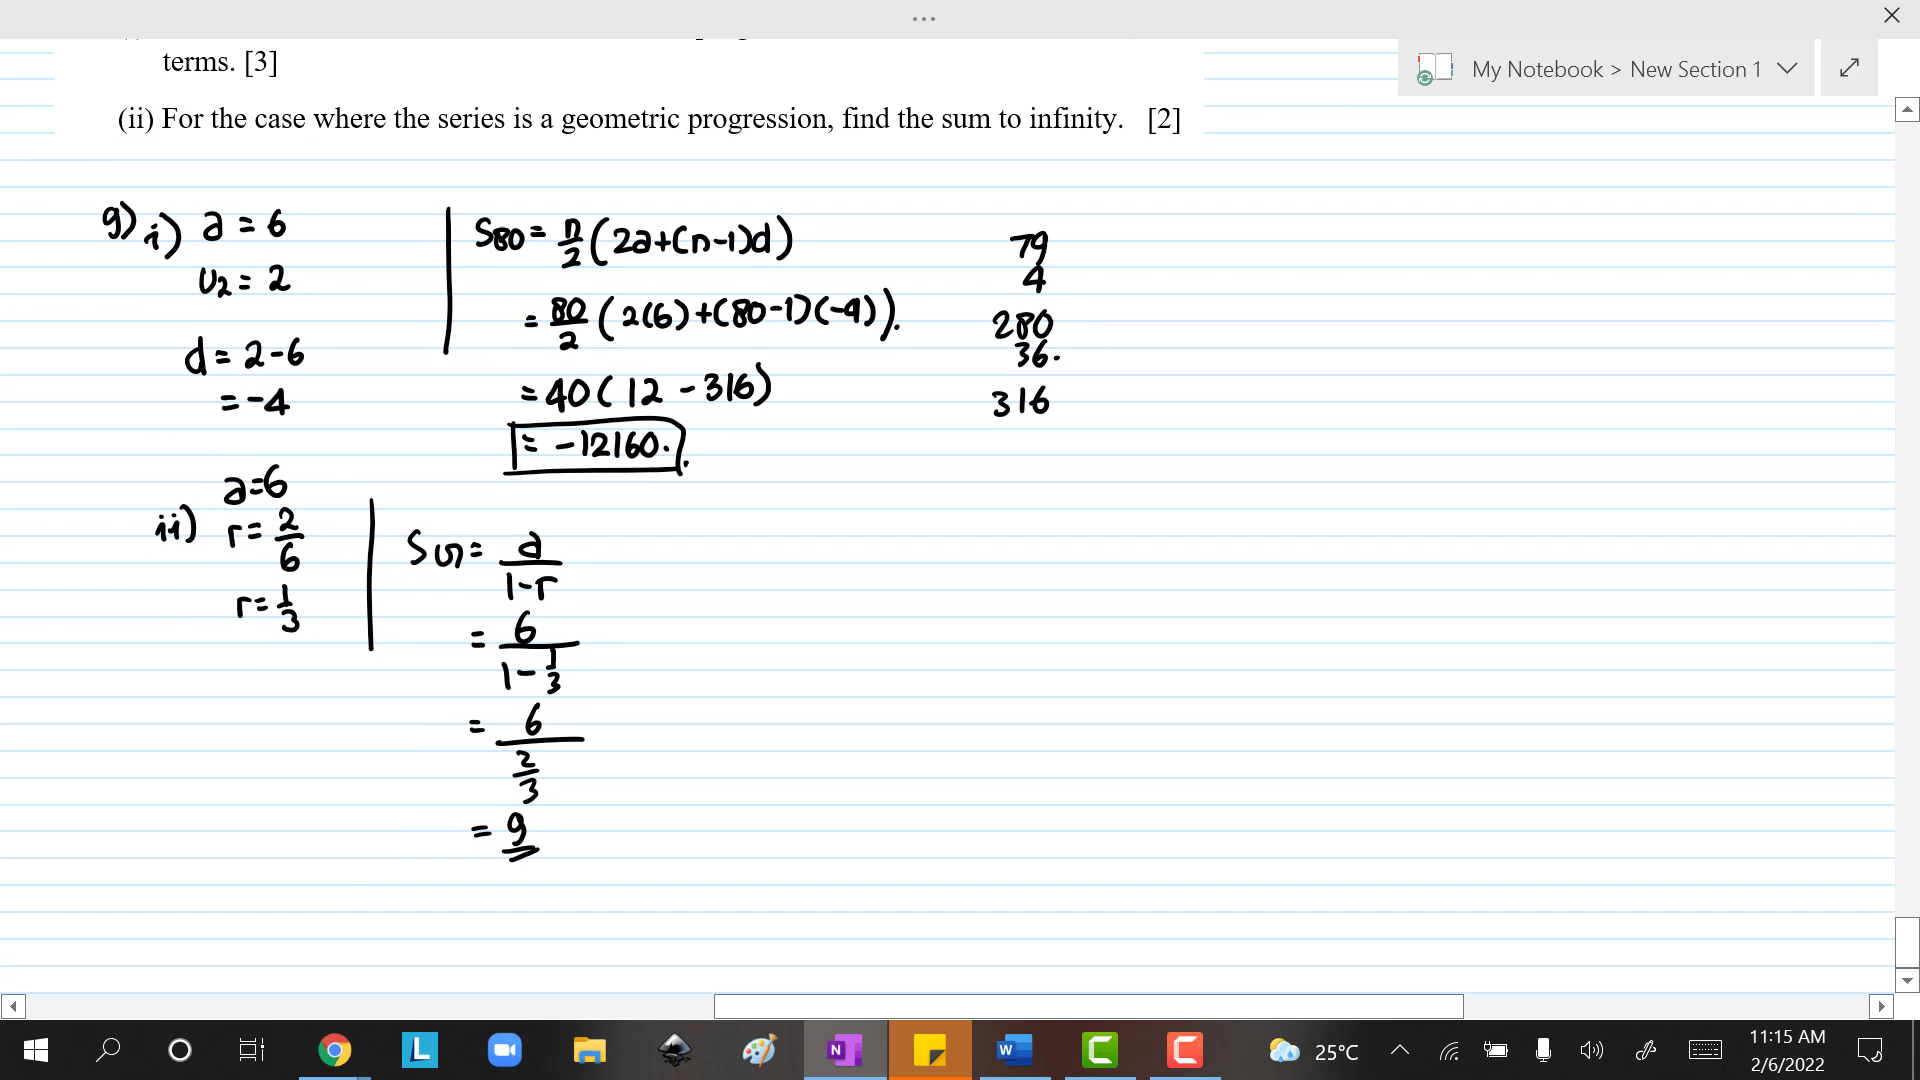 terms. [3]
My Notebook > New Section 1
(ii) For the case where the series is a geometric progression, find the sum to infinity. [2]
9) i) a = 6
U2 = 2
d = 2 - 6
= -4
S80 = n/2 (2a+(n-1)d)
= 80/2 (2(6)+(80-1)(-4)).
= 40(12 - 316)
= -12160.
79
4
280
36.
316
ii) a=6
r = 2/6
r = 1/3
S∞ = a/(1-r)
= 6/(1 - 1/3)
= 6/(2/3)
= 9
25°C
11:15 AM
2/6/2022